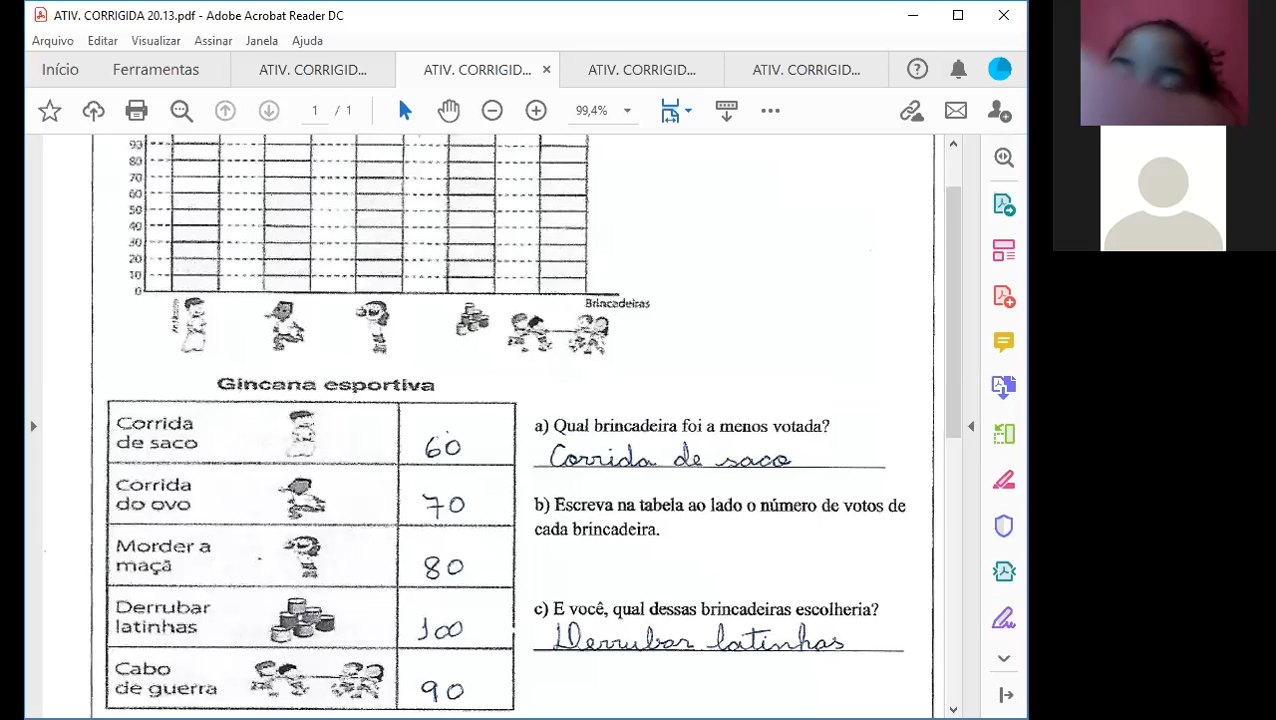 ATIV. CORRIGIDA 20.13.pdf - Adobe Acrobat Reader DC
Arquivo Editar Visualizar Assinar Janela Ajuda
Início Ferramentas ATIV. CORRIGID... ATIV. CORRIGID... × ATIV. CORRIGID... ATIV. CORRIGID...
1 / 1 99,4%
90
80
70
60
50
40
30
20
10
0
Brincadeiras
Gincana esportiva
Corrida
de saco
60
Corrida
do ovo
70
Morder a
maçã
80
Derrubar
latinhas
100
Cabo
de guerra
90
a) Qual brincadeira foi a menos votada?
Corrida de saco
b) Escreva na tabela ao lado o número de votos de
cada brincadeira.
c) E você, qual dessas brincadeiras escolheria?
Derrubar latinhas